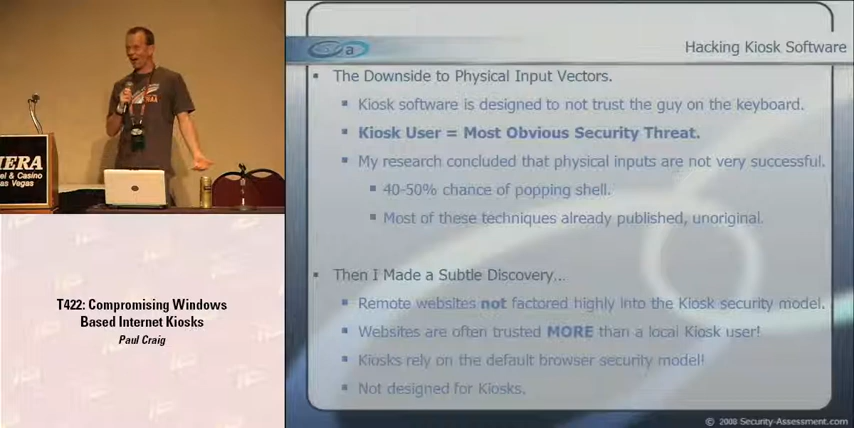 IERA
el & Casino
as Vegas
T422: Compromising Windows
Based Internet Kiosks
Paul Craig
a
Hacking Kiosk Software
The Downside to Physical Input Vectors.
Kiosk software is designed to not trust the guy on the keyboard.
Kiosk User = Most Obvious Security Threat.
My research concluded that physical inputs are not very successful.
40-50% chance of popping shell.
Most of these techniques already published, unoriginal.
Then I Made a Subtle Discovery...
Remote websites not factored highly into the Kiosk security model.
Websites are often trusted MORE than a local Kiosk user!
Kiosks rely on the default browser security model!
Not designed for Kiosks.
© 2008 Security-Assessment.com